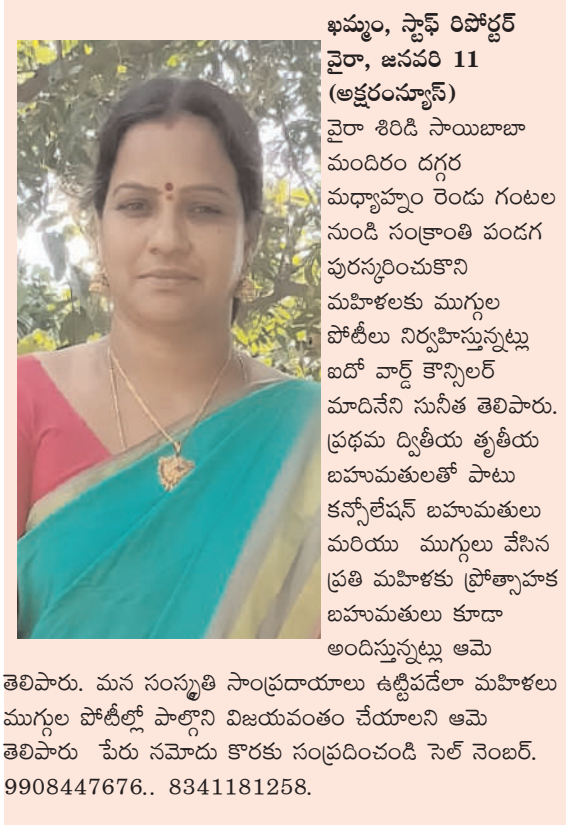 ఖమ్మం, స్టాఫ్ రిపోర్టర్
వైరా, జనవరి 11
(అక్షరంన్యూస్)
వైరా శిరిడి సాయిబాబా
మందిరం దగ్గర
మధ్యాహ్నం రెండు గంటల
నుండి సంక్రాంతి పండగ
పురస్కరించుకొని
మహిళలకు ముగ్గుల
పోటీలు నిర్వహిస్తున్నట్లు
ఐదో వార్డ్ కౌన్సిలర్
మాదినేని సునీత తెలిపారు.
ప్రథమ ద్వితీయ తృతీయ
బహుమతులతో పాటు
కన్సోలేషన్ బహుమతులు
మరియు ముగ్గులు వేసిన
ప్రతి మహిళకు ప్రోత్సాహక
బహుమతులు కూడా
అందిస్తున్నట్లు ఆమె
తెలిపారు. మన సంస్కృతి సాంప్రదాయాలు ఉట్టిపడేలా మహిళలు
ముగ్గుల పోటీల్లో పాల్గొని విజయవంతం చేయాలని ఆమె
తెలిపారు పేరు నమోదు కొరకు సంప్రదించండి సెల్ నెంబర్.
9908447676.. 8341181258.